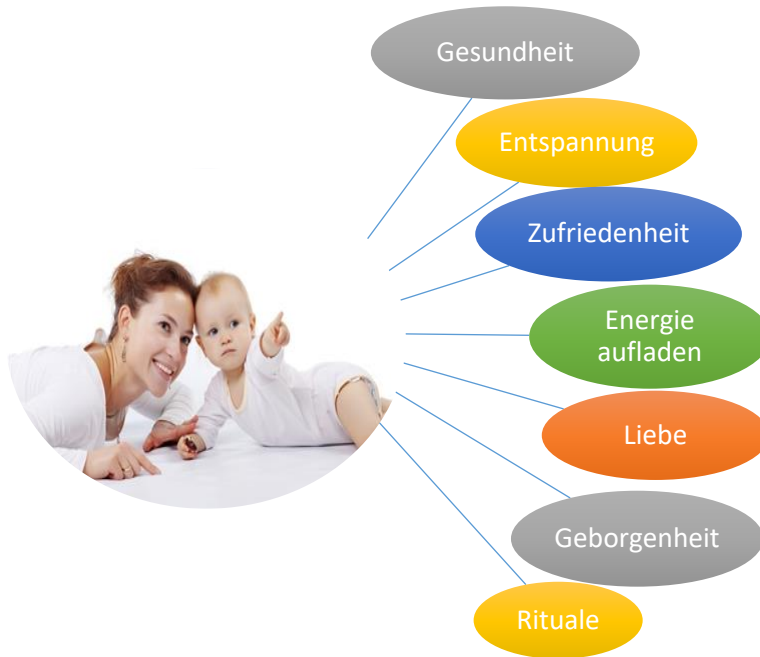 Gesundheit
Entspannung
Zufriedenheit
Energie
aufladen
Liebe
Geborgenheit
Rituale